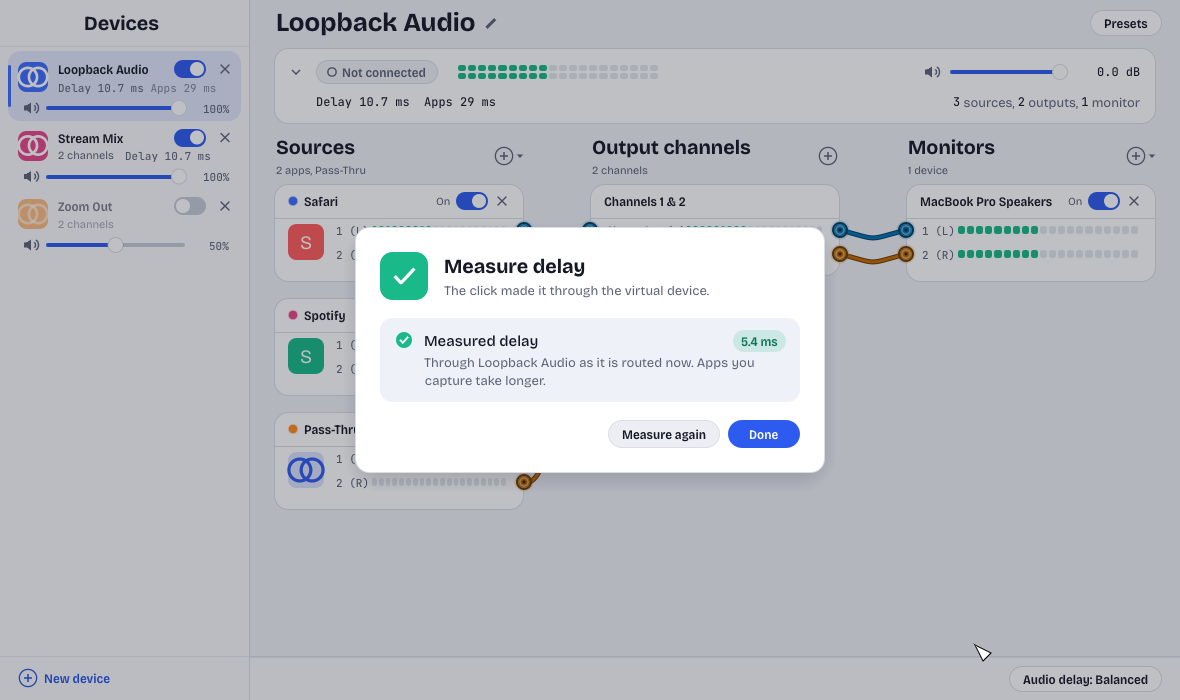 Devices
Loopback Audio
Delay 10.7 ms Apps 29 ms
100%
Stream Mix
2 channels Delay 10.7 ms
100%
Zoom Out
2 channels
50%
New device
Loopback Audio
Presets
Not connected
0.0 dB
Delay 10.7 ms Apps 29 ms
3 sources, 2 outputs, 1 monitor
Sources
2 apps, Pass-Thru
Output channels
2 channels
Monitors
1 device
Safari
On
S
1 (L)
2 (R)
Channels 1 & 2
MacBook Pro Speakers
On
1 (L)
2 (R)
Spotify
S
Pass-Thru
2 (R)
Measure delay
The click made it through the virtual device.
Measured delay
5.4 ms
Through Loopback Audio as it is routed now. Apps you
capture take longer.
Measure again
Done
Audio delay: Balanced